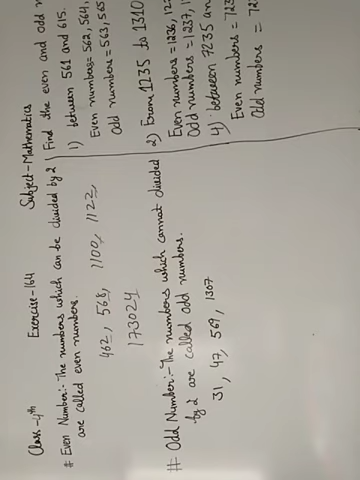 Class-4th Exercise-164 Subject-Mathematics
# Even Number:- The numbers which can be divided by 2
are called even numbers.
462, 568, 1100, 1122,
173024
# Odd Number:- The numbers which cannot divided
by 2 are called odd numbers.
31, 47, 569, 1307
Find the even and odd
1) between 561 and 615.
Even numbers= 562, 564,
Odd numbers= 563, 565
2) From 1235 to 1310
Even numbers=1236,
Odd numbers=1237,
4) between 7235
Even numbers =
Odd numbers =